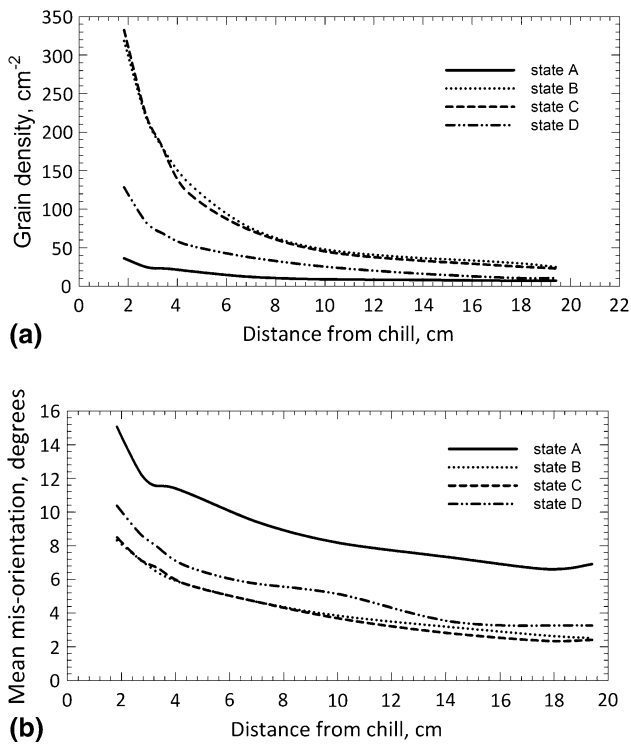 (a)
350
300
250
200
150
100
50
0
Grain density, cm-2
state A
state B
state C
state D
0 2 4 6 8 10 12 14 16 18 20 22
Distance from chill, cm
(b)
16
14
12
10
8
6
4
2
0
Mean mis-orientation, degrees
state A
state B
state C
state D
0 2 4 6 8 10 12 14 16 18 20
Distance from chill, cm